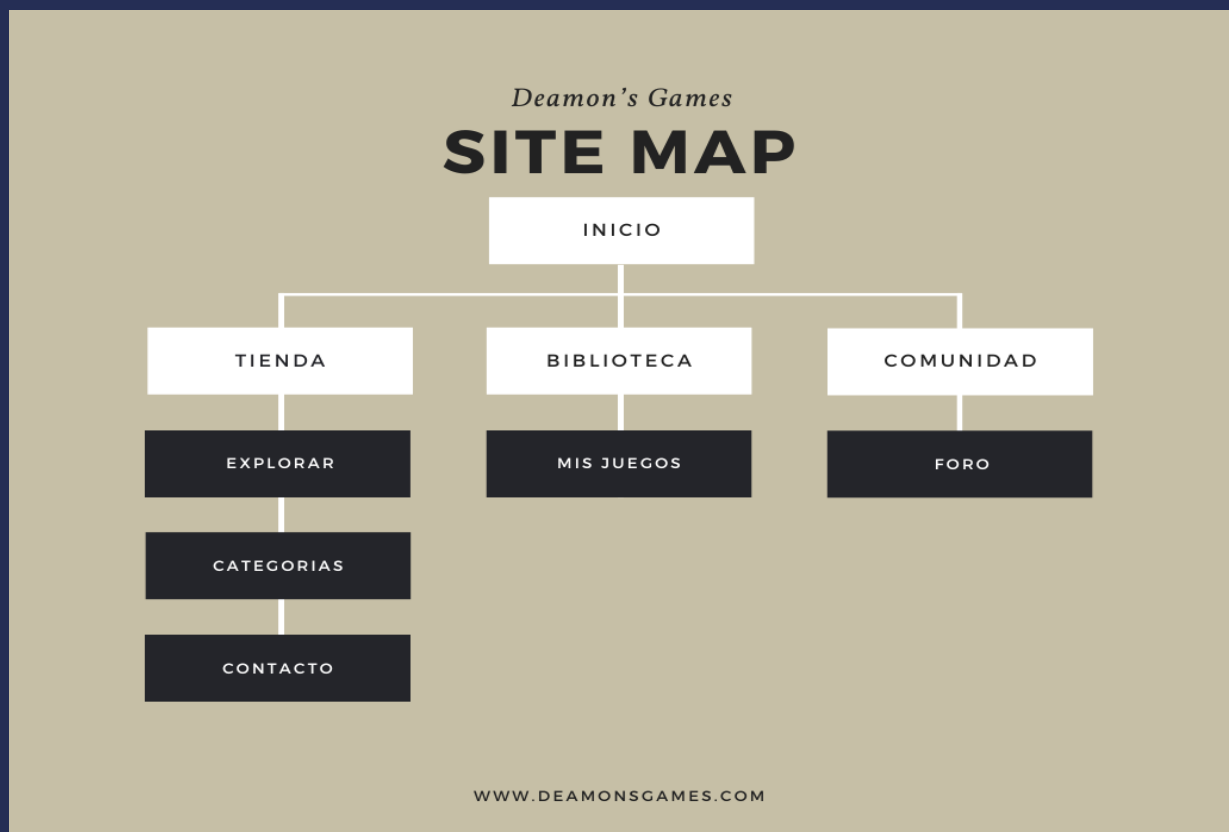 Deamon’s Games
SITE MAP
INICIO
TIENDA
BIBLIOTECA
COMUNIDAD
EXPLORAR
MIS JUEGOS
FORO
CATEGORIAS
CONTACTO
WWW.DEAMONSGAMES.COM